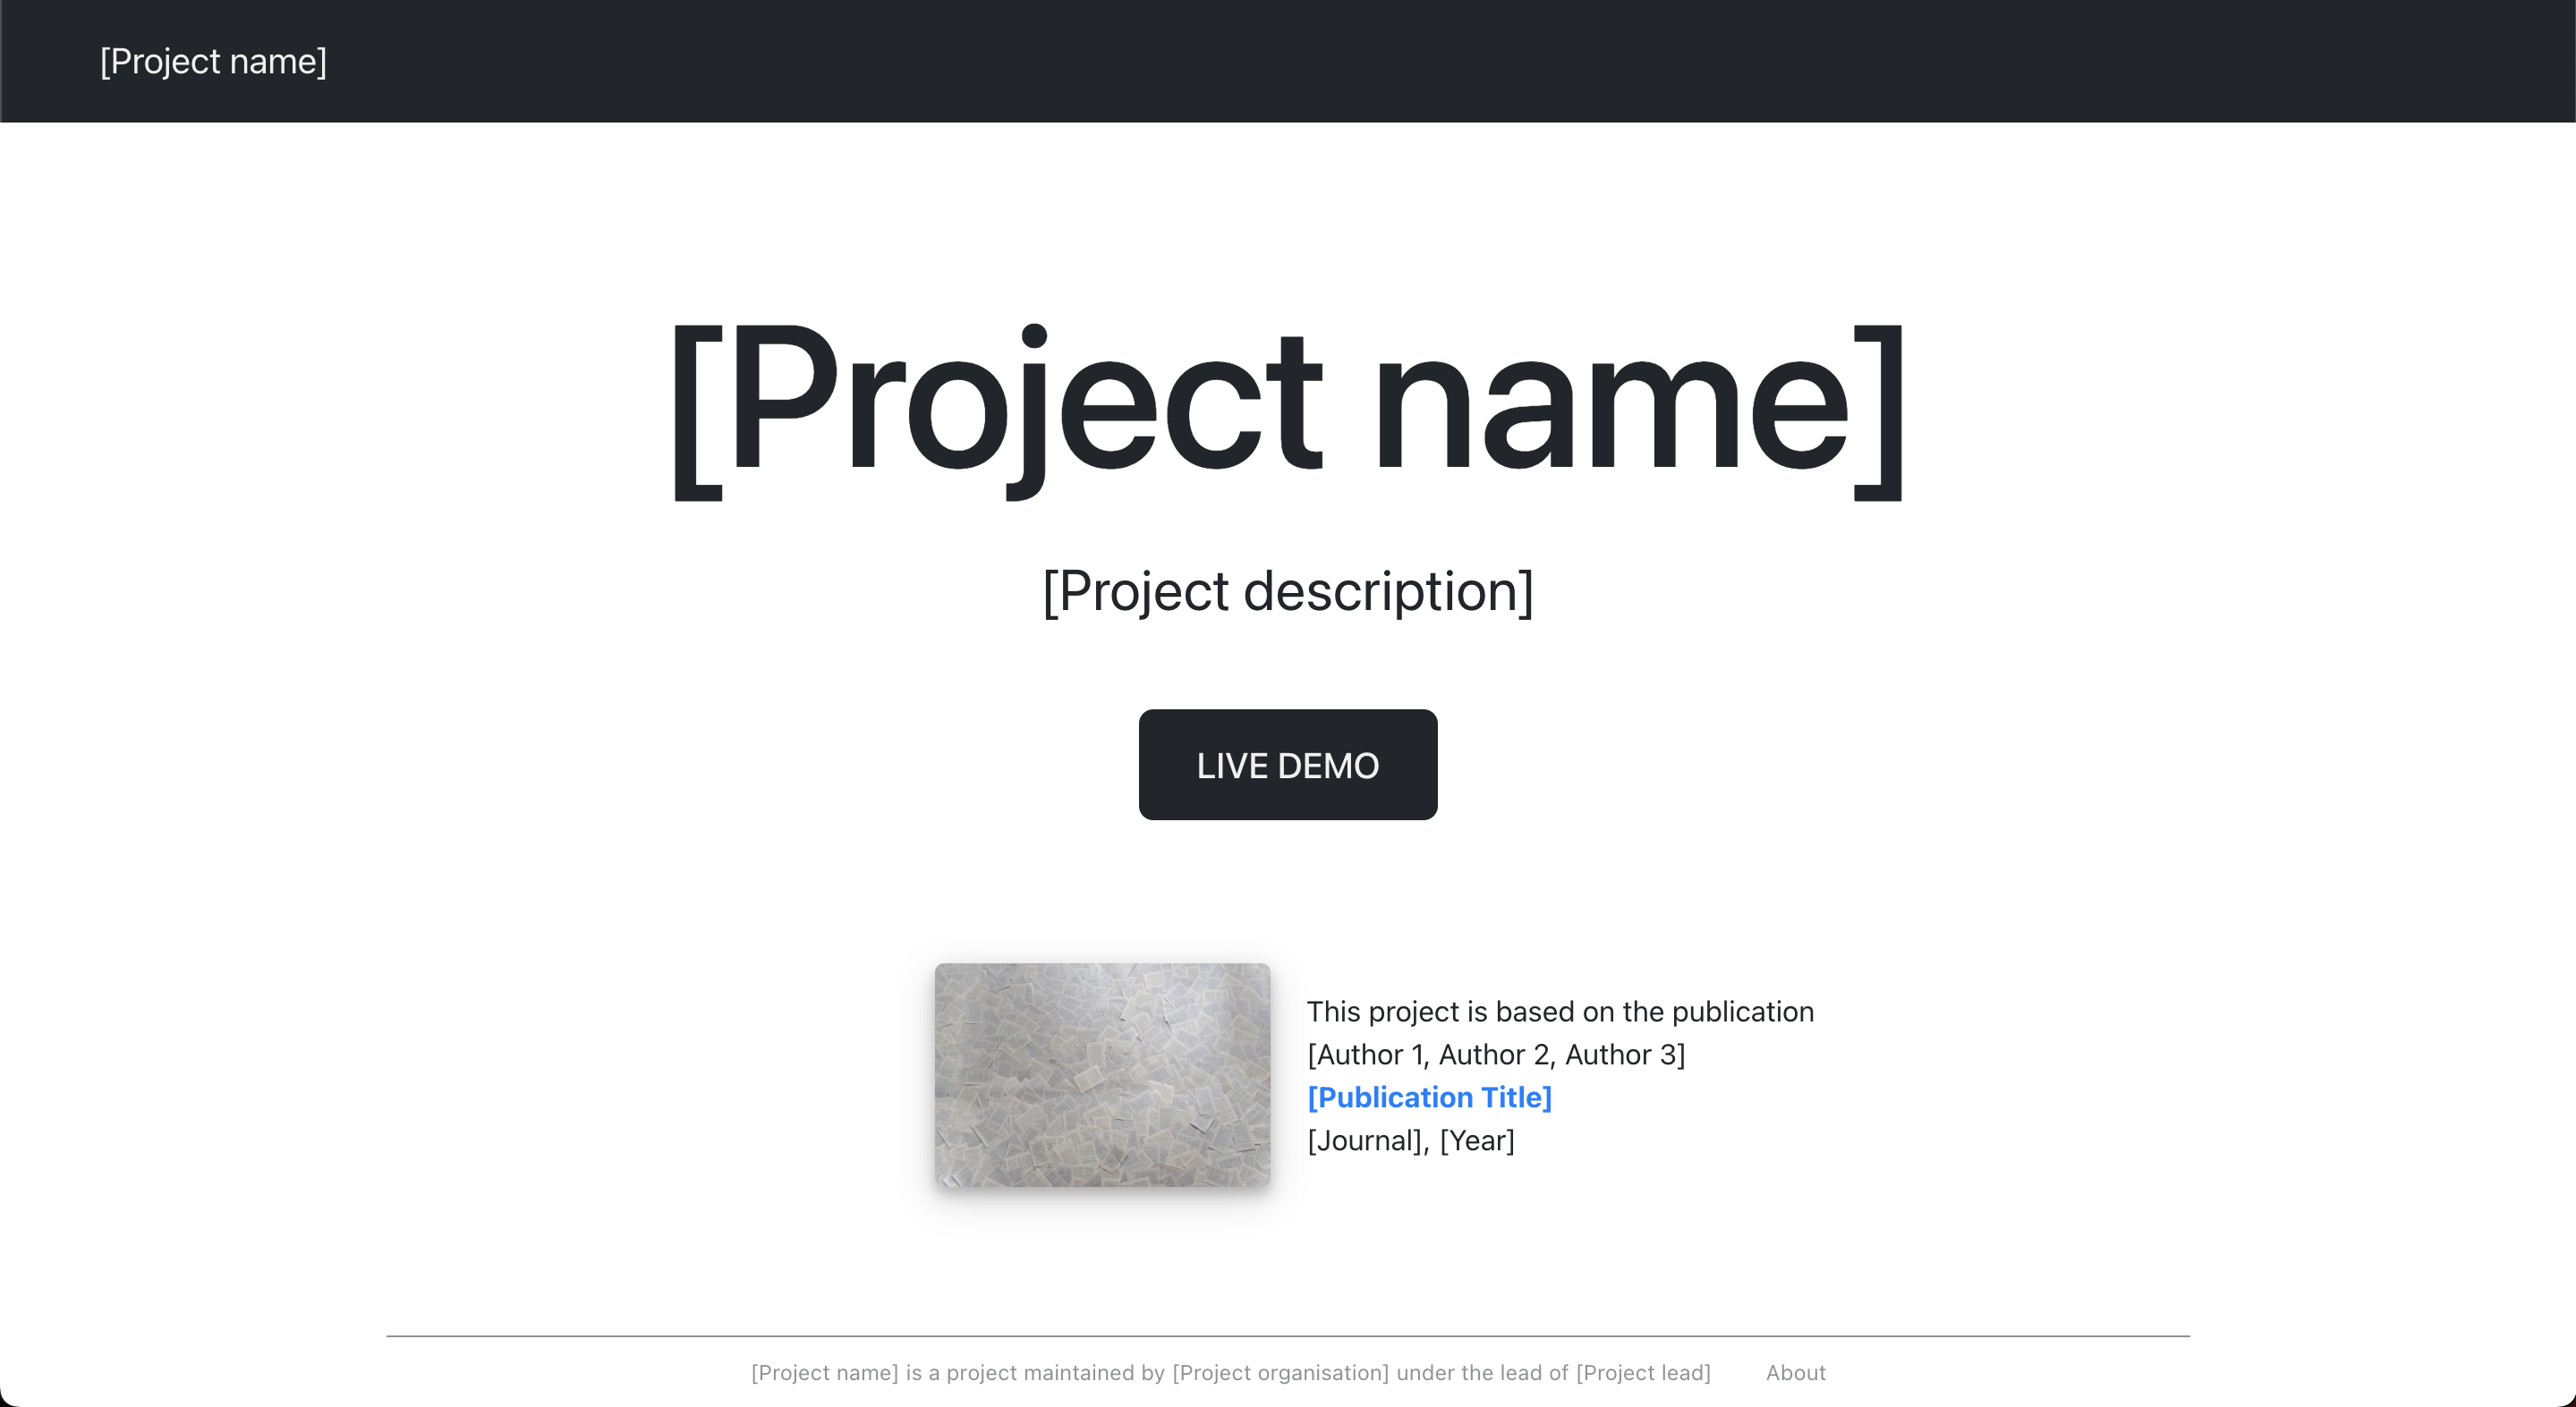 [Project name]
[Project name]
[Project description]
LIVE DEMO
This project is based on the publication
[Author 1, Author 2, Author 3]
[Publication Title]
[Journal], [Year]
[Project name] is a project maintained by [Project organisation] under the lead of [Project lead] About